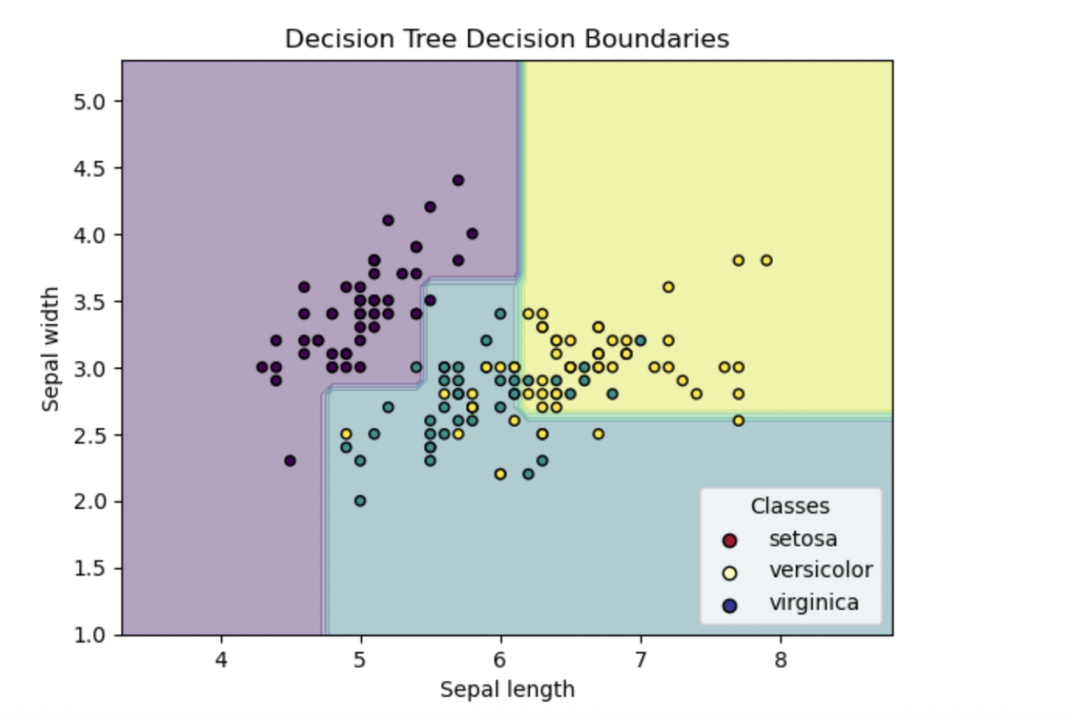 Decision Tree Decision Boundaries
5.0
4.5
4.0
3.5
3.0
2.5
2.0
1.5
1.0
Sepal width
Classes
setosa
versicolor
virginica
4 5 6 7 8
Sepal length